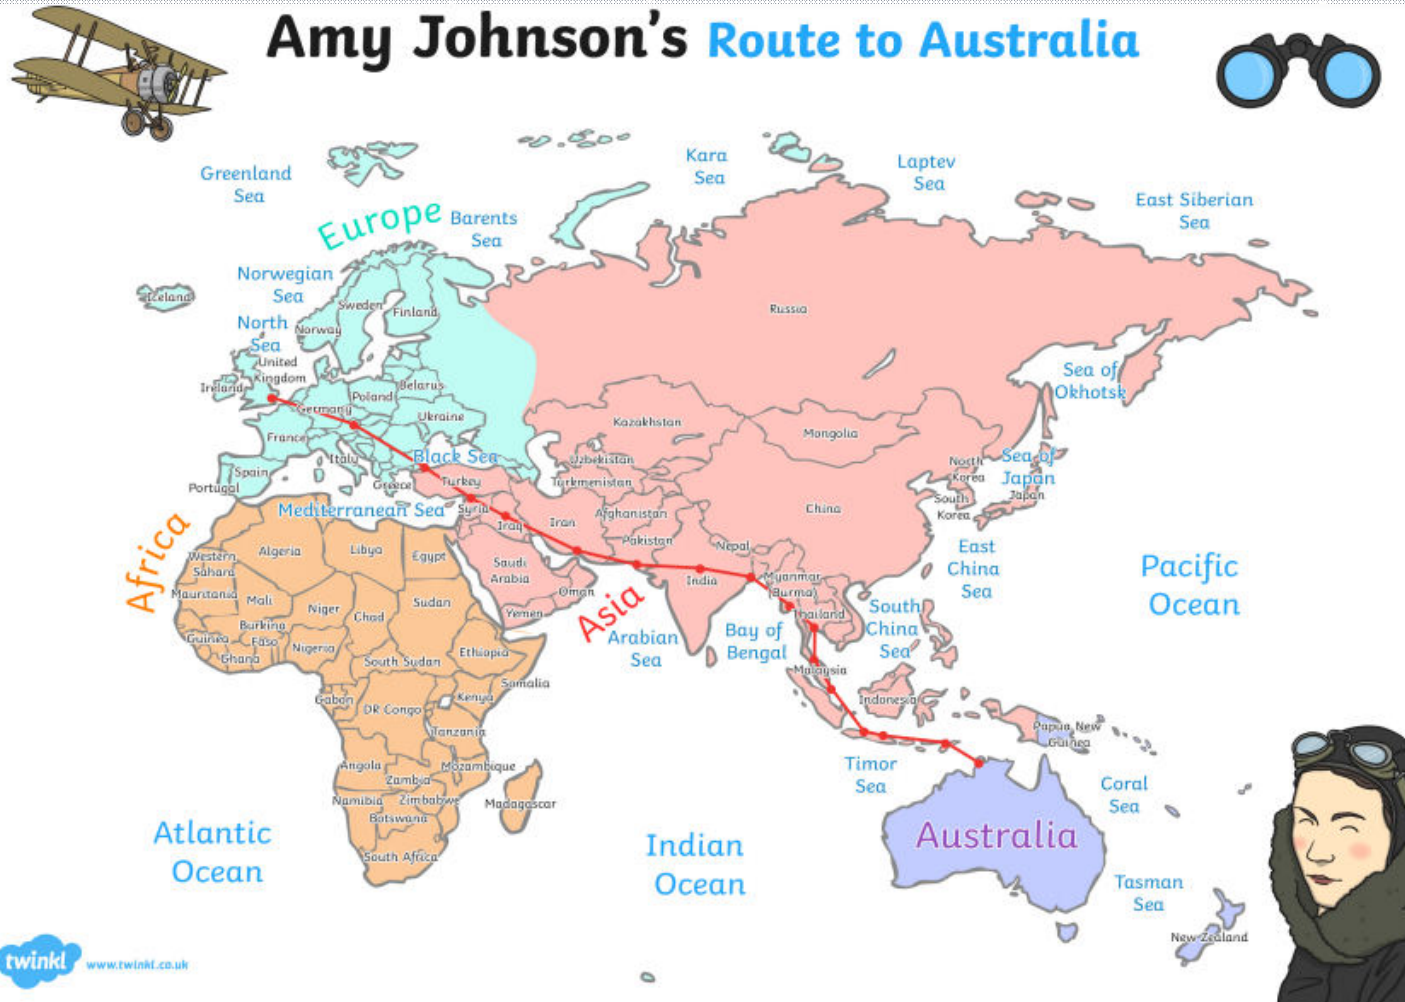 Amy Johnson's Route to Australia
Greenland
Sea
Kara
Sea
Laptev
Sea
East Siberian
Sea
Europe
Barents
Sea
Norwegian
Sea
North
Sea
Iceland
Sweden
Finland
Norway
United
Kingdom
Ireland
Belarus
Poland
Germany
Ukraine
France
Italy
Spain
Portugal
Greece
Black Sea
Turkey
Mediterranean Sea
Russia
Kazakhstan
Mongolia
Uzbekistan
Turkmenistan
Syria
Iraq
Iran
Afghanistan
Pakistan
Nepal
India
China
North
Korea
South
Korea
Sea of
Japan
Japan
Sea of
Okhotsk
East
China
Sea
Pacific
Ocean
Saudi
Arabia
Oman
Yemen
Asia
Arabian
Sea
Bay of
Bengal
Myanmar
(Burma)
Thailand
South
China
Sea
Malaysia
Indonesia
Papua New
Guinea
Timor
Sea
Coral
Sea
Australia
Tasman
Sea
New Zealand
Indian
Ocean
Africa
Western
Sahara
Algeria
Libya
Egypt
Mauritania
Mali
Niger
Chad
Sudan
Burkina
Faso
Guinea
Ghana
Nigeria
South Sudan
Ethiopia
Somalia
Gabon
DR Congo
Kenya
Tanzania
Angola
Zambia
Mozambique
Namibia
Zimbabwe
Botswana
Madagascar
South Africa
Atlantic
Ocean
twinkl
www.twinkl.co.uk